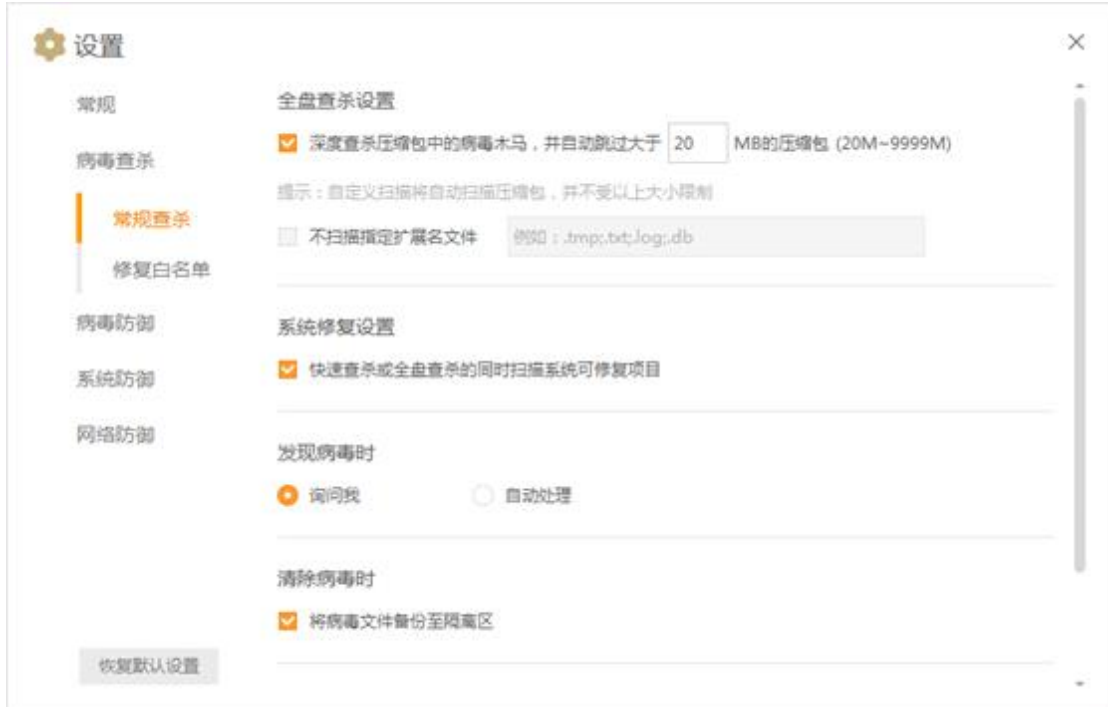 设置
常规
病毒查杀
常规查杀
修复白名单
病毒防御
系统防御
网络防御
恢复默认设置
全盘查杀设置
深度查杀压缩包中的病毒木马，并自动跳过大于 20 MB的压缩包 (20M~9999M)
提示：自定义扫描将自动扫描压缩包，并不受以上大小限制
不扫描指定扩展名文件 例如：.tmp;.txt;.log;.db
系统修复设置
快速查杀或全盘查杀的同时扫描系统可修复项目
发现病毒时
询问我 自动处理
清除病毒时
将病毒文件备份至隔离区